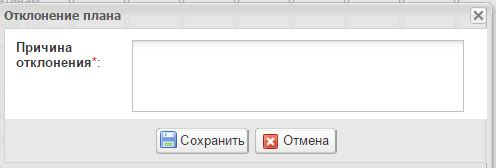 Отклонение плана
Причина
отклонения*:
Сохранить Отмена